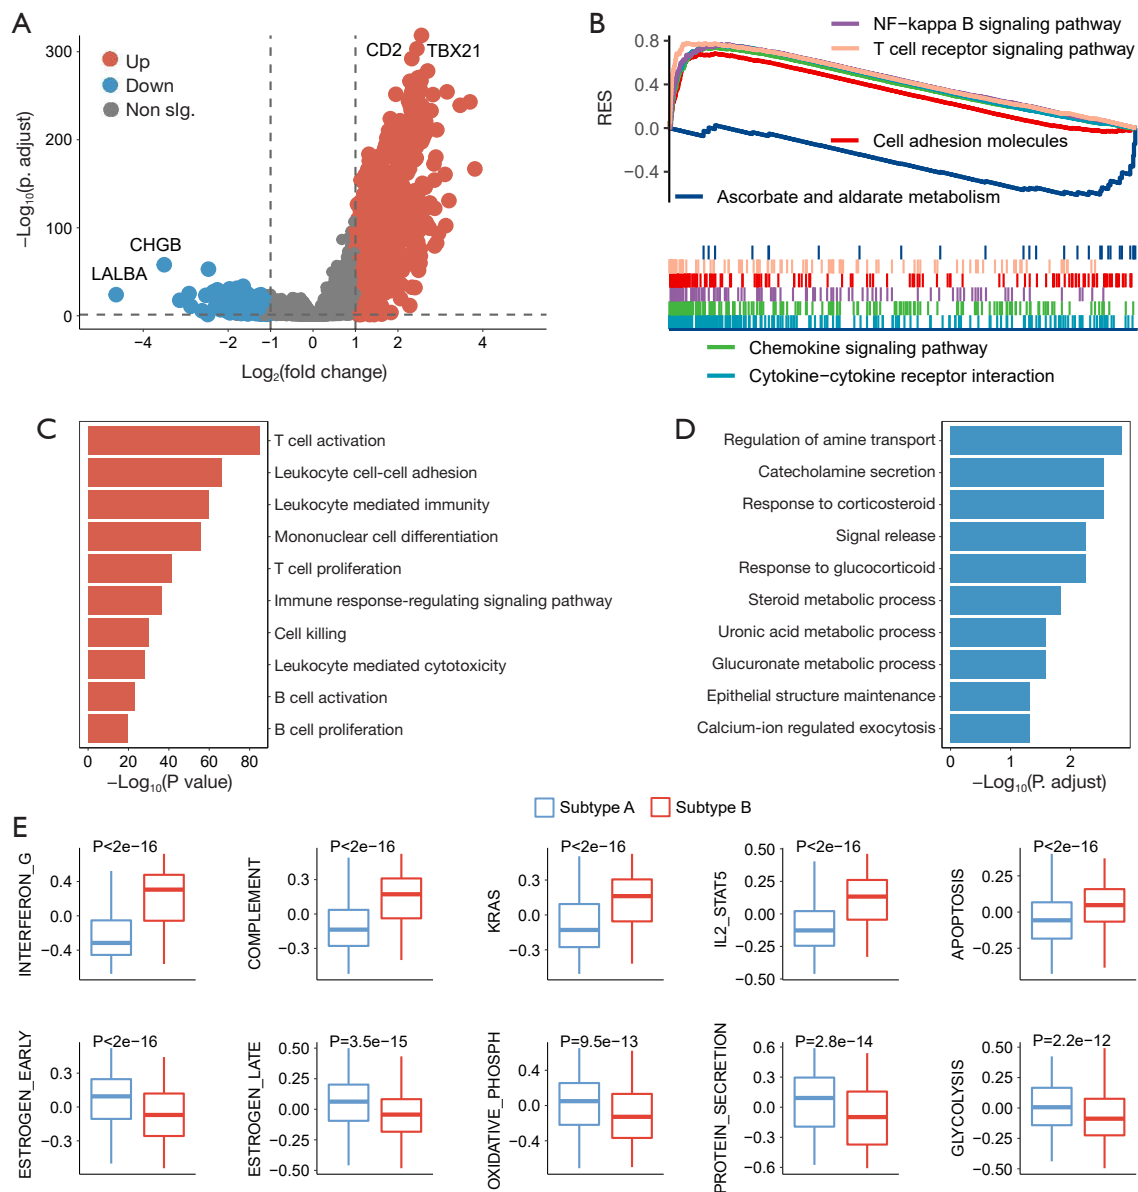 A
B
Up
Down
Non sIg.
CD2
TBX21
CHGB
LALBA
300
200
100
0
−4
−2
−1
0
1
2
4
−Log10(p. adjust)
Log2(fold change)
NF−kappa B signaling pathway
T cell receptor signaling pathway
0.8
0.4
0.0
−0.4
RES
Cell adhesion molecules
Ascorbate and aldarate metabolism
Chemokine signaling pathway
Cytokine−cytokine receptor interaction
C
T cell activation
Leukocyte cell-cell adhesion
Leukocyte mediated immunity
Mononuclear cell differentiation
T cell proliferation
Immune response-regulating signaling pathway
Cell killing
Leukocyte mediated cytotoxicity
B cell activation
B cell proliferation
0 20 40 60 80
−Log10(P value)
D
Regulation of amine transport
Catecholamine secretion
Response to corticosteroid
Signal release
Response to glucocorticoid
Steroid metabolic process
Uronic acid metabolic process
Glucuronate metabolic process
Epithelial structure maintenance
Calcium-ion regulated exocytosis
0 1 2
−Log10(P. adjust)
E
Subtype A
Subtype B
INTERFERON_G
P<2e−16
0.4
0.0
−0.4
COMPLEMENT
P<2e−16
0.3
0.0
−0.3
KRAS
P<2e−16
0.3
0.0
−0.3
IL2_STAT5
P<2e−16
0.50
0.25
0.00
−0.25
−0.50
APOPTOSIS
P<2e−16
0.25
0.00
−0.25
ESTROGEN_EARLY
P<2e−16
0.3
0.0
−0.3
ESTROGEN_LATE
P=3.5e−15
0.50
0.25
0.00
−0.25
−0.50
OXIDATIVE_PHOSPH
P=9.5e−13
0.4
0.0
−0.4
PROTEIN_SECRETION
P=2.8e−14
0.6
0.3
0.0
−0.3
−0.6
GLYCOLYSIS
P=2.2e−12
0.50
0.25
0.00
−0.25
−0.50